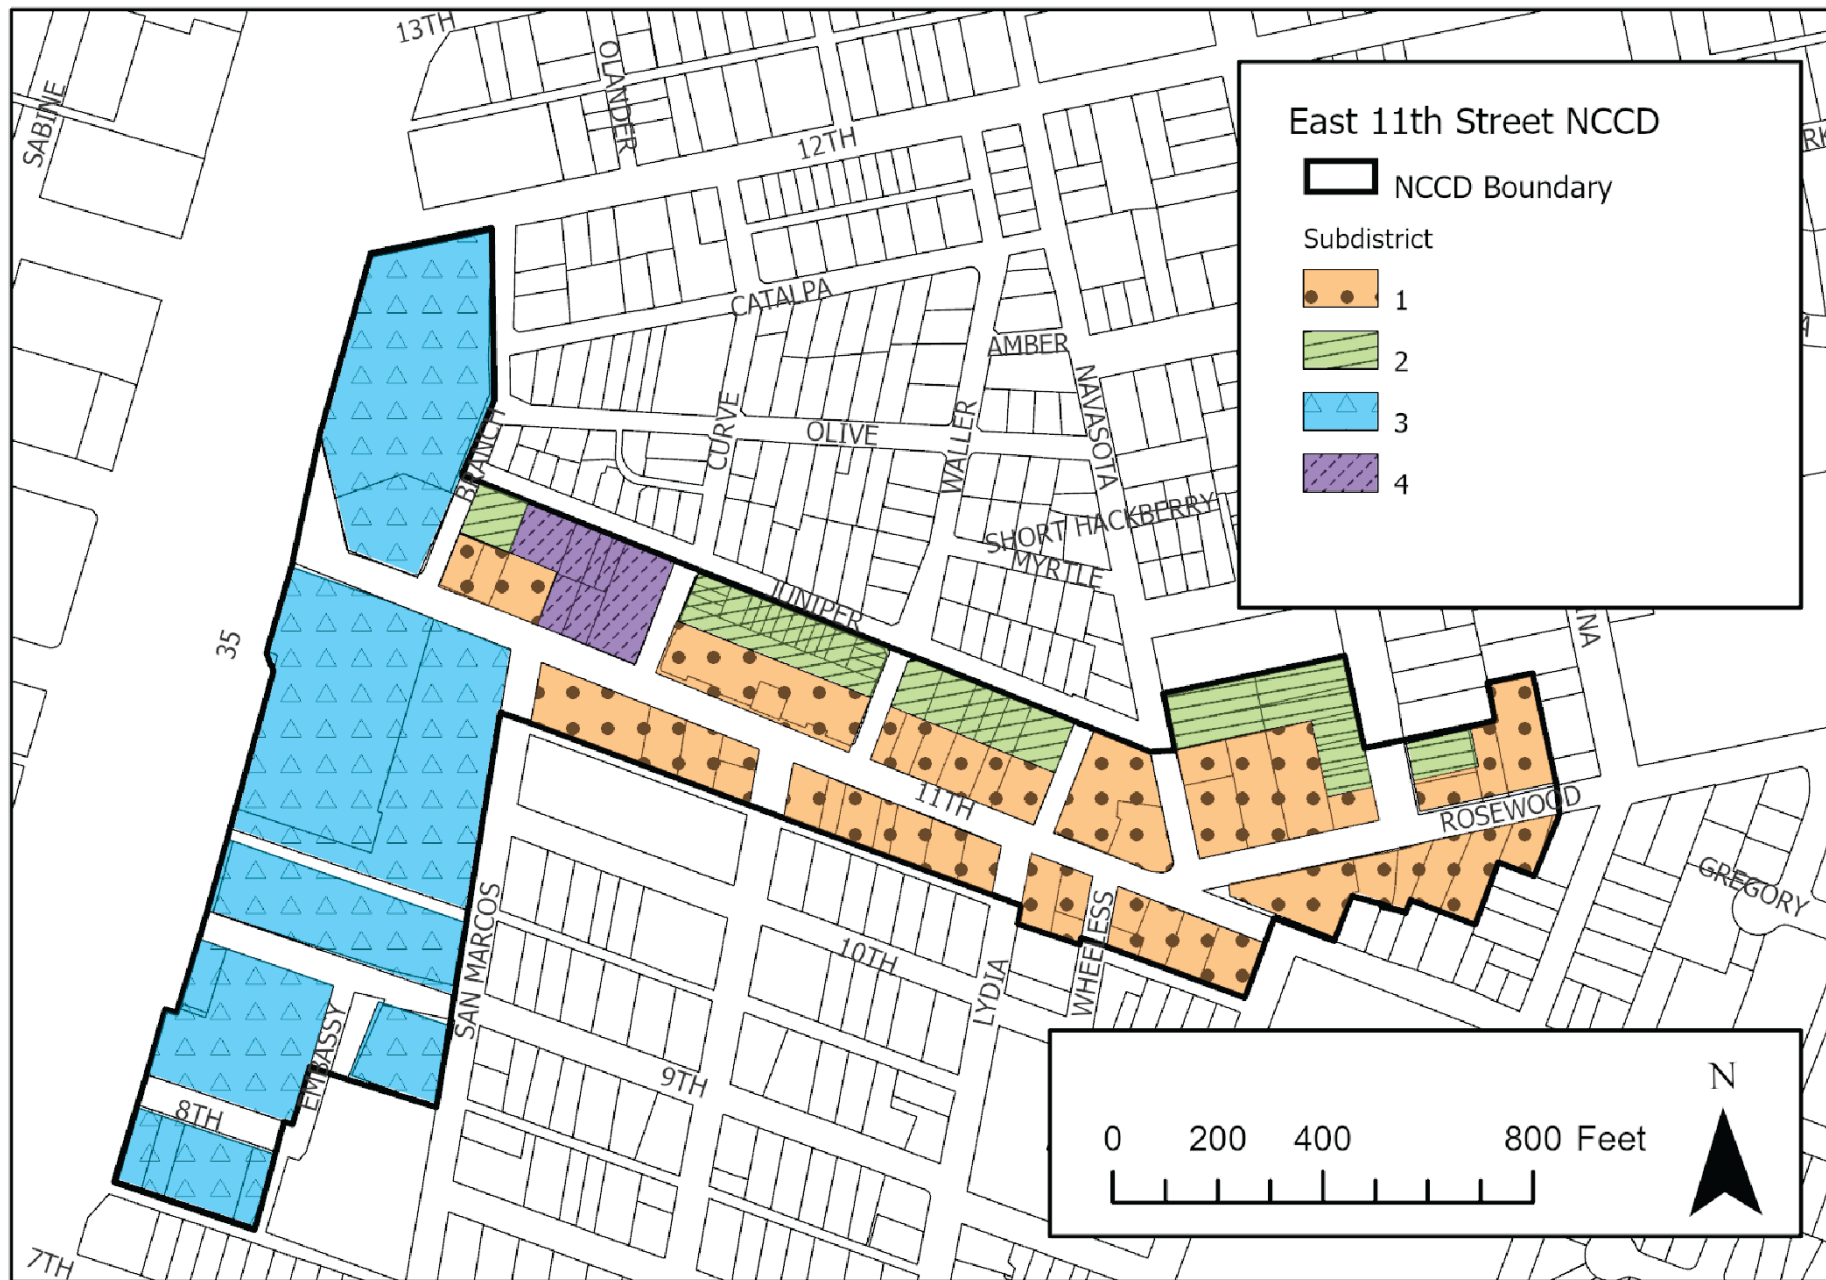 13TH
OLANDER
SABINE
12TH
East 11th Street NCCD
NCCD Boundary
Subdistrict
1
2
3
4
CATALPA
AMBER
NAVASOTA
BRANCH
CURVE
OLIVE
WALLER
SHORT HACKBERRY
MYRTLE
JUNIPER
35
NA
11TH
ROSEWOOD
GREGORY
SAN MARCOS
10TH
LYDIA
WHEELESS
EMBASSY
9TH
8TH
7TH
N
0 200 400 800 Feet